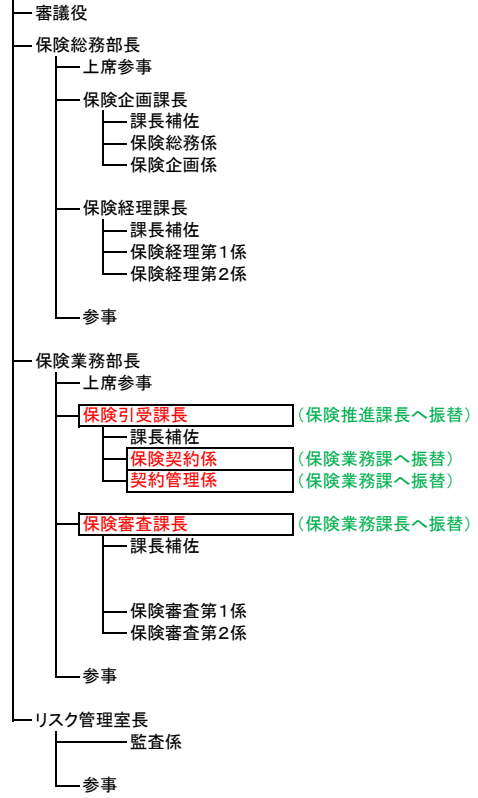 審議役
保険総務部長
上席参事
保険企画課長
課長補佐
保険総務係
保険企画係
保険経理課長
課長補佐
保険経理第1係
保険経理第2係
参事
保険業務部長
上席参事
保険引受課長 (保険推進課長へ振替)
課長補佐
保険契約係 (保険業務課へ振替)
契約管理係 (保険業務課へ振替)
保険審査課長 (保険業務課長へ振替)
課長補佐
保険審査第1係
保険審査第2係
参事
リスク管理室長
監査係
参事